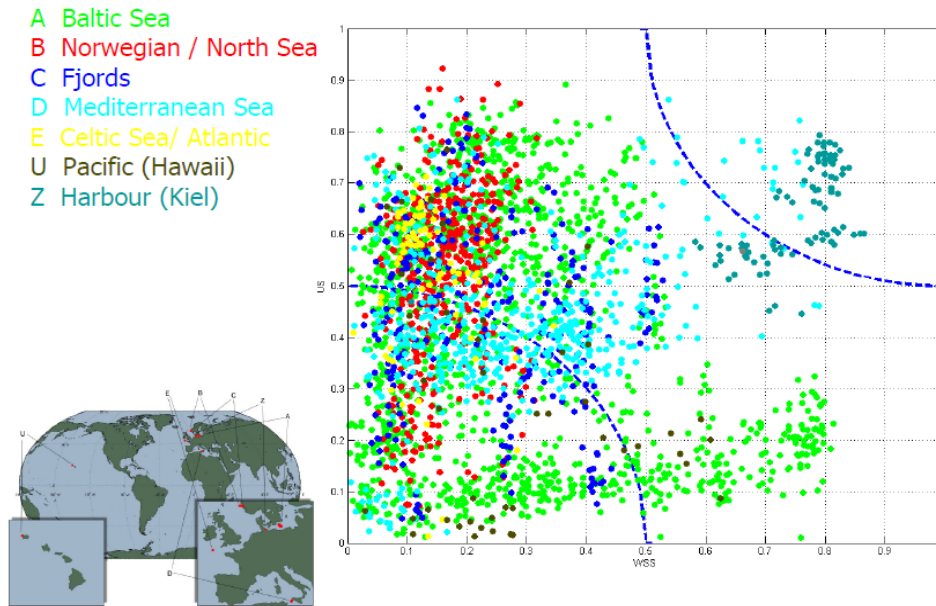 A Baltic Sea
B Norwegian / North Sea
C Fjords
D Mediterranean Sea
E Celtic Sea/ Atlantic
U Pacific (Hawaii)
Z Harbour (Kiel)
1
0.9
0.8
0.7
0.6
0.5
0.4
0.3
0.2
0.1
0
US
0 0.1 0.2 0.3 0.4 0.5 0.6 0.7 0.8 0.9
WSS
E B C Z
A
U
D